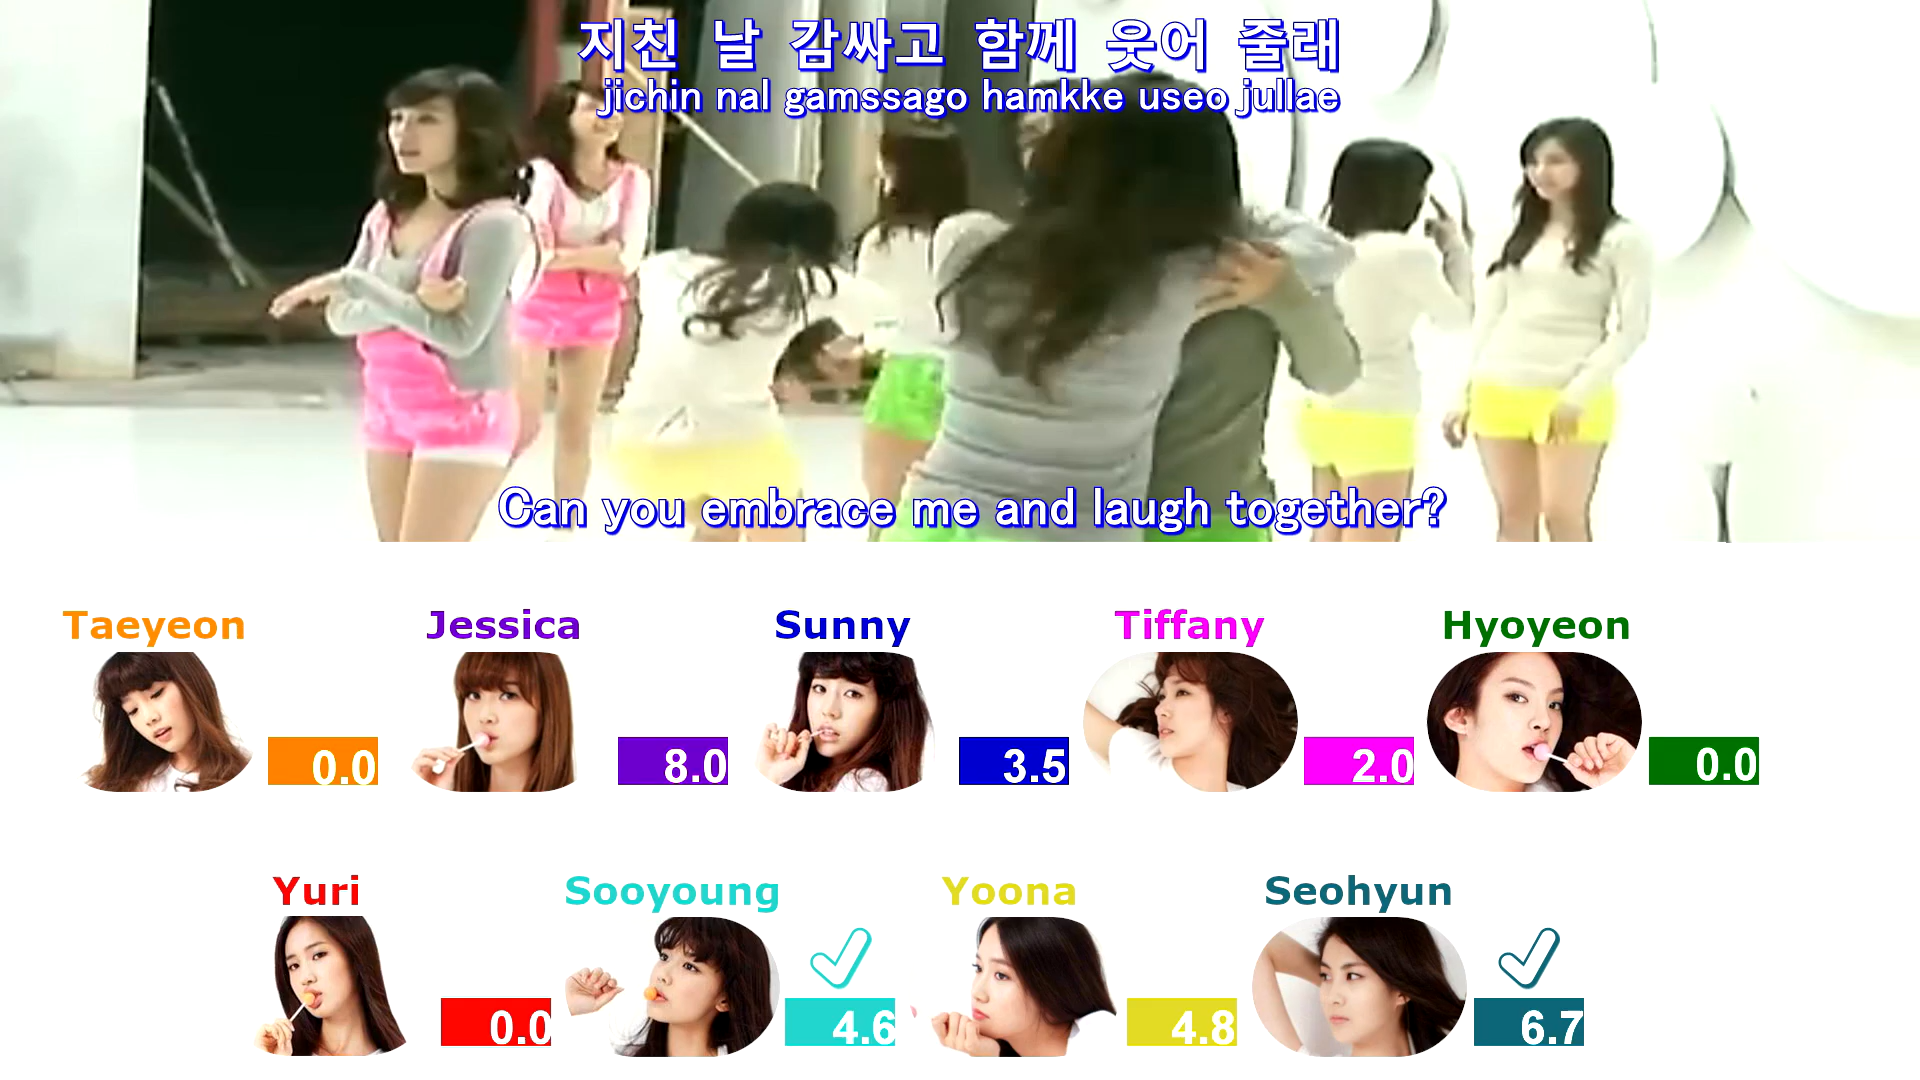 지친 날 감싸고 함께 웃어 줄래
jichin nal gamssago hamkke useo jullae
Can you embrace me and laugh together?
Taeyeon
0.0
Jessica
8.0
Sunny
3.5
Tiffany
2.0
Hyoyeon
0.0
Yuri
0.0
Sooyoung
4.6
Yoona
4.8
Seohyun
6.7